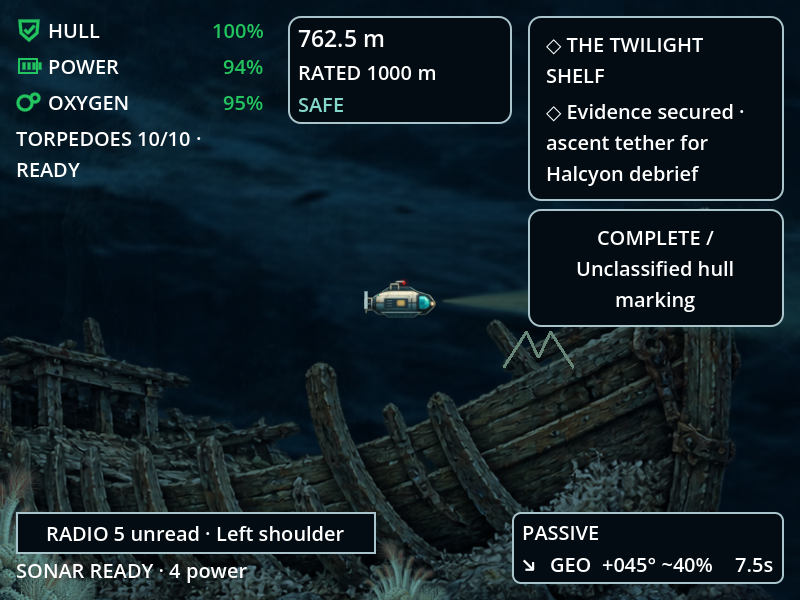 HULL 100%
POWER 94%
OXYGEN 95%
TORPEDOES 10/10 ·
READY
762.5 m
RATED 1000 m
SAFE
◇ THE TWILIGHT
SHELF
◇ Evidence secured ·
ascent tether for
Halcyon debrief
COMPLETE /
Unclassified hull
marking
RADIO 5 unread · Left shoulder
SONAR READY · 4 power
PASSIVE
↘ GEO +045° ~40% 7.5s